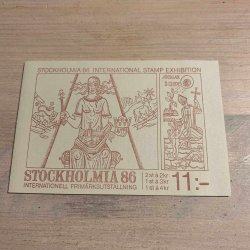 STOCKHOLMIA 86 INTERNATIONAL STAMP EXHIBITION
STOCKHOLMIA 86
INTERNATIONELL FRIMÄRKSUTSTÄLLNING
2 st à 2 kr
1 st à 3 kr
1 st à 4 kr
11:-